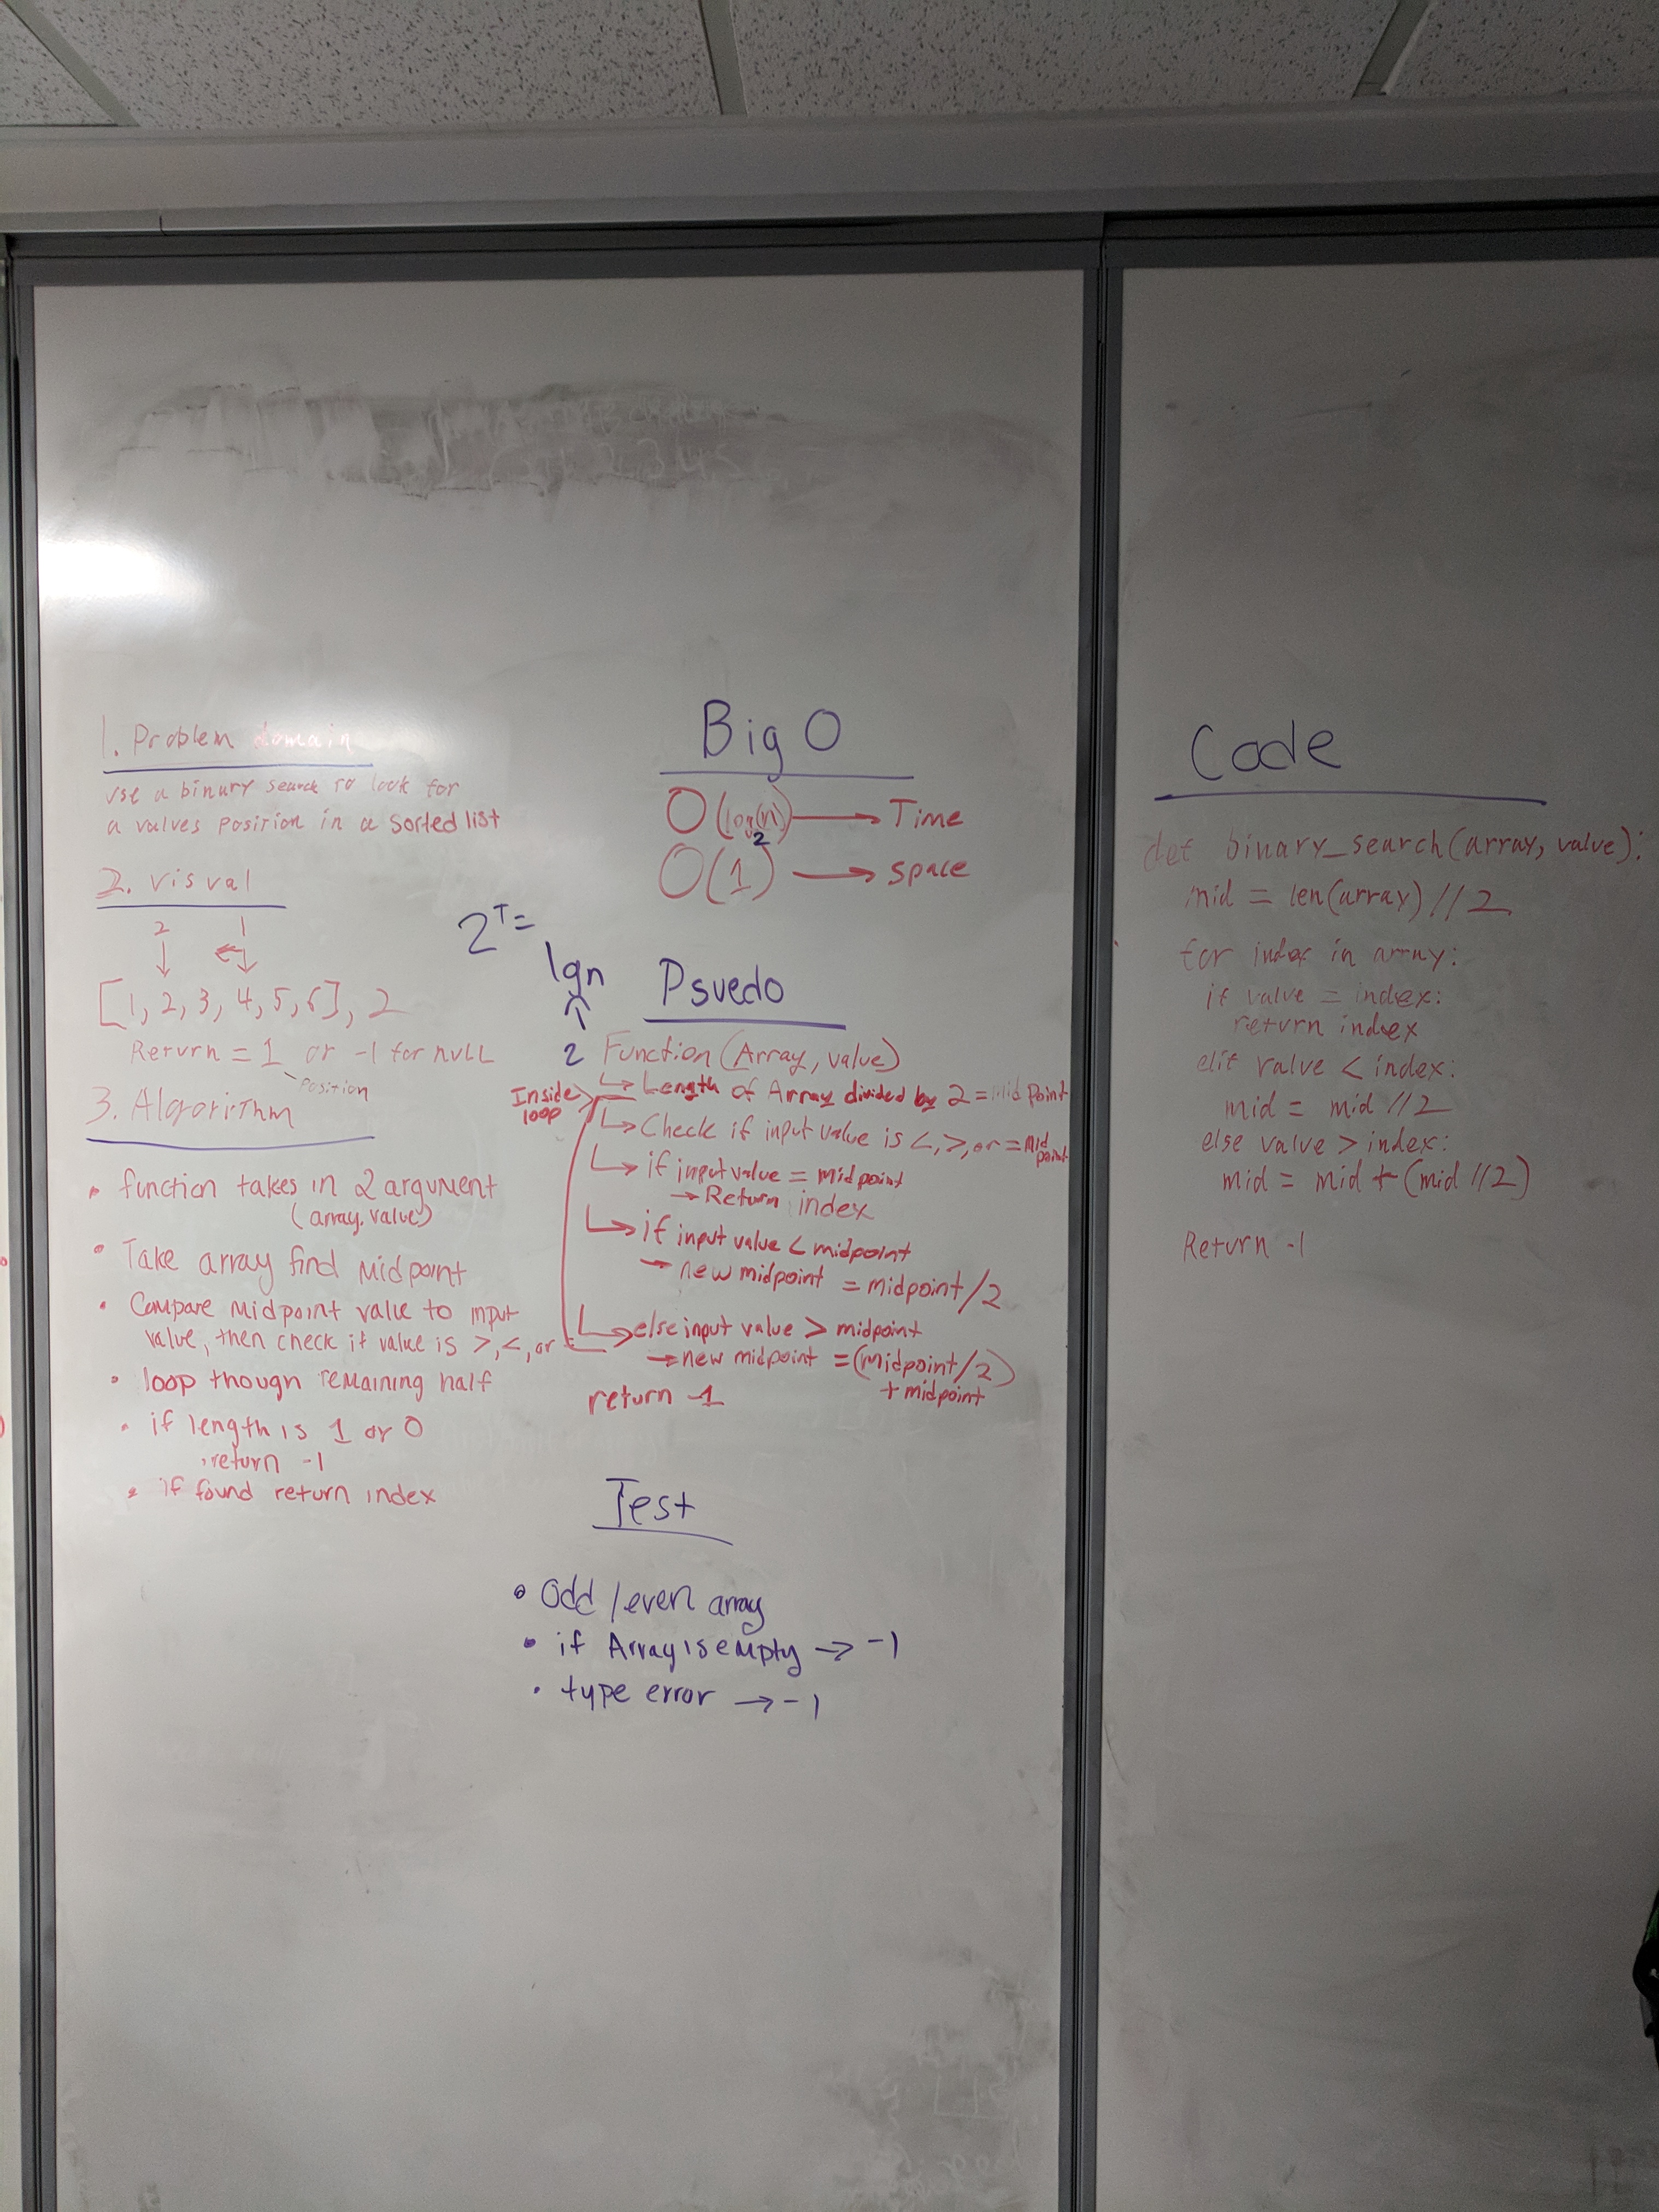 1. Problem domain
use a binary search to look for
a values position in a sorted list
2. visual
2 1
[1, 2, 3, 4, 5, 6], 2
Return = 1 or -1 for null
position
3. Algorithm
• function takes in 2 argument
(array, value)
• Take array find midpoint
• Compare midpoint value to input
value, then check if value is >, <, or =
• loop though remaining half
• if length is 1 or 0
• return -1
• if found return index
Big O
O(log(n)) → Time
2
O(1) → space
2^T =
lgn
2
Psuedo
Function (Array, value)
Inside
loop
↳ Length of Array divided by 2 = Mid Point
↳ Check if input value is <, >, or = Mid
point
↳ if input value = midpoint
→ Return index
↳ if input value < midpoint
→ new midpoint = midpoint/2
↳ else input value > midpoint
→ new midpoint = (midpoint/2)
+ midpoint
return -1
Test
• Odd / even array
• if Array is empty → -1
• type error → -1
Code
def binary_search(array, value):
mid = len(array) // 2
for index in array:
if value = index:
return index
elif value < index:
mid = mid // 2
else value > index:
mid = mid + (mid // 2)
Return -1